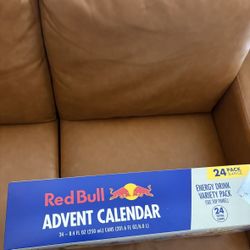 Red Bull
ADVENT CALENDAR
24 - 8.4 FL OZ (250 mL) CANS (201.6 FL OZ/6.0 L)
24 PACK
ENERGY DRINK
VARIETY PACK
24